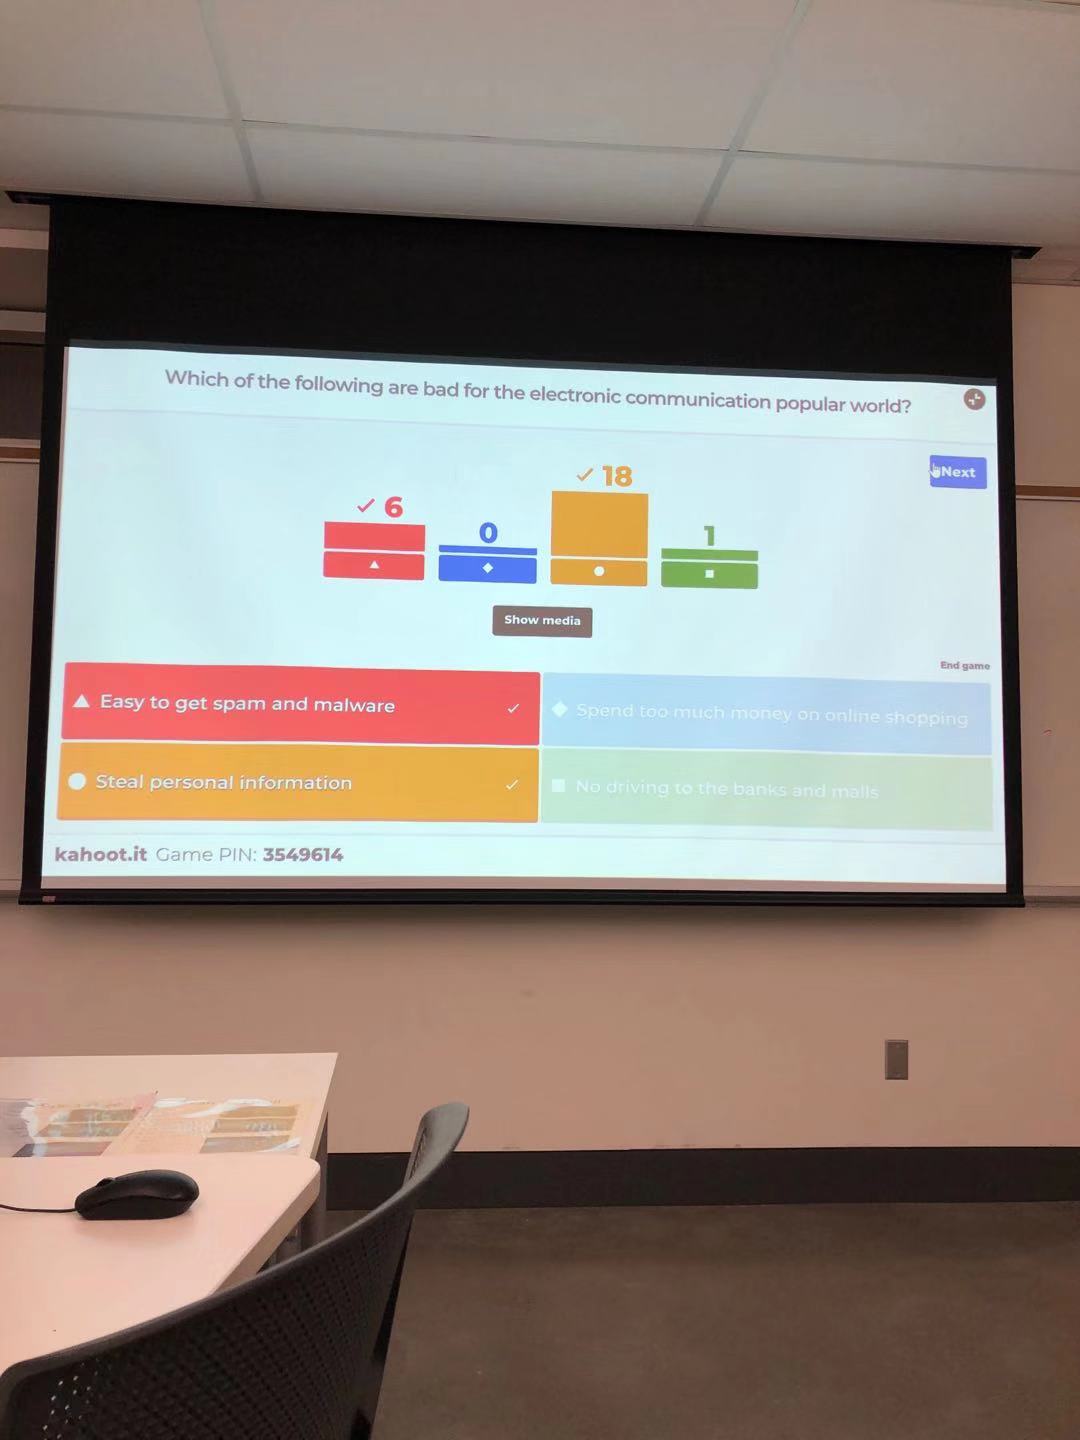 Which of the following are bad for the electronic communication popular world?
Next
6
0
18
1
Show media
End game
Easy to get spam and malware
Spend too much money on online shopping
Steal personal information
No driving to the banks and malls
kahoot.it Game PIN: 3549614